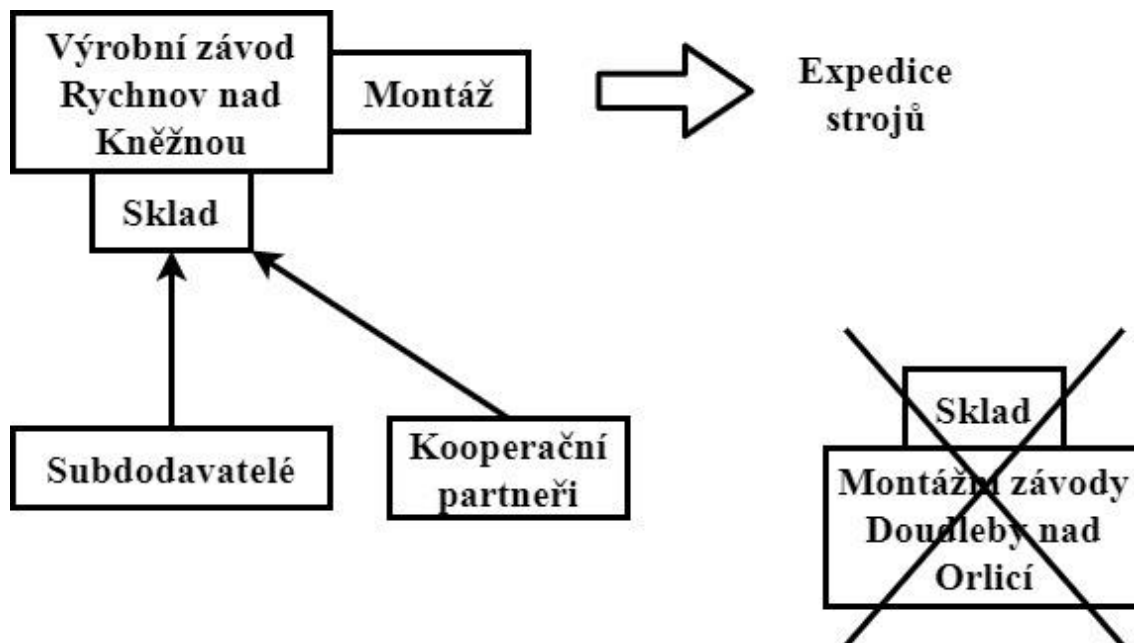 Výrobní závod
Rychnov nad
Kněžnou
Montáž
Expedice
strojů
Sklad
Subdodavatelé
Kooperační
partneři
Sklad
Montážní závody
Doudleby nad
Orlicí